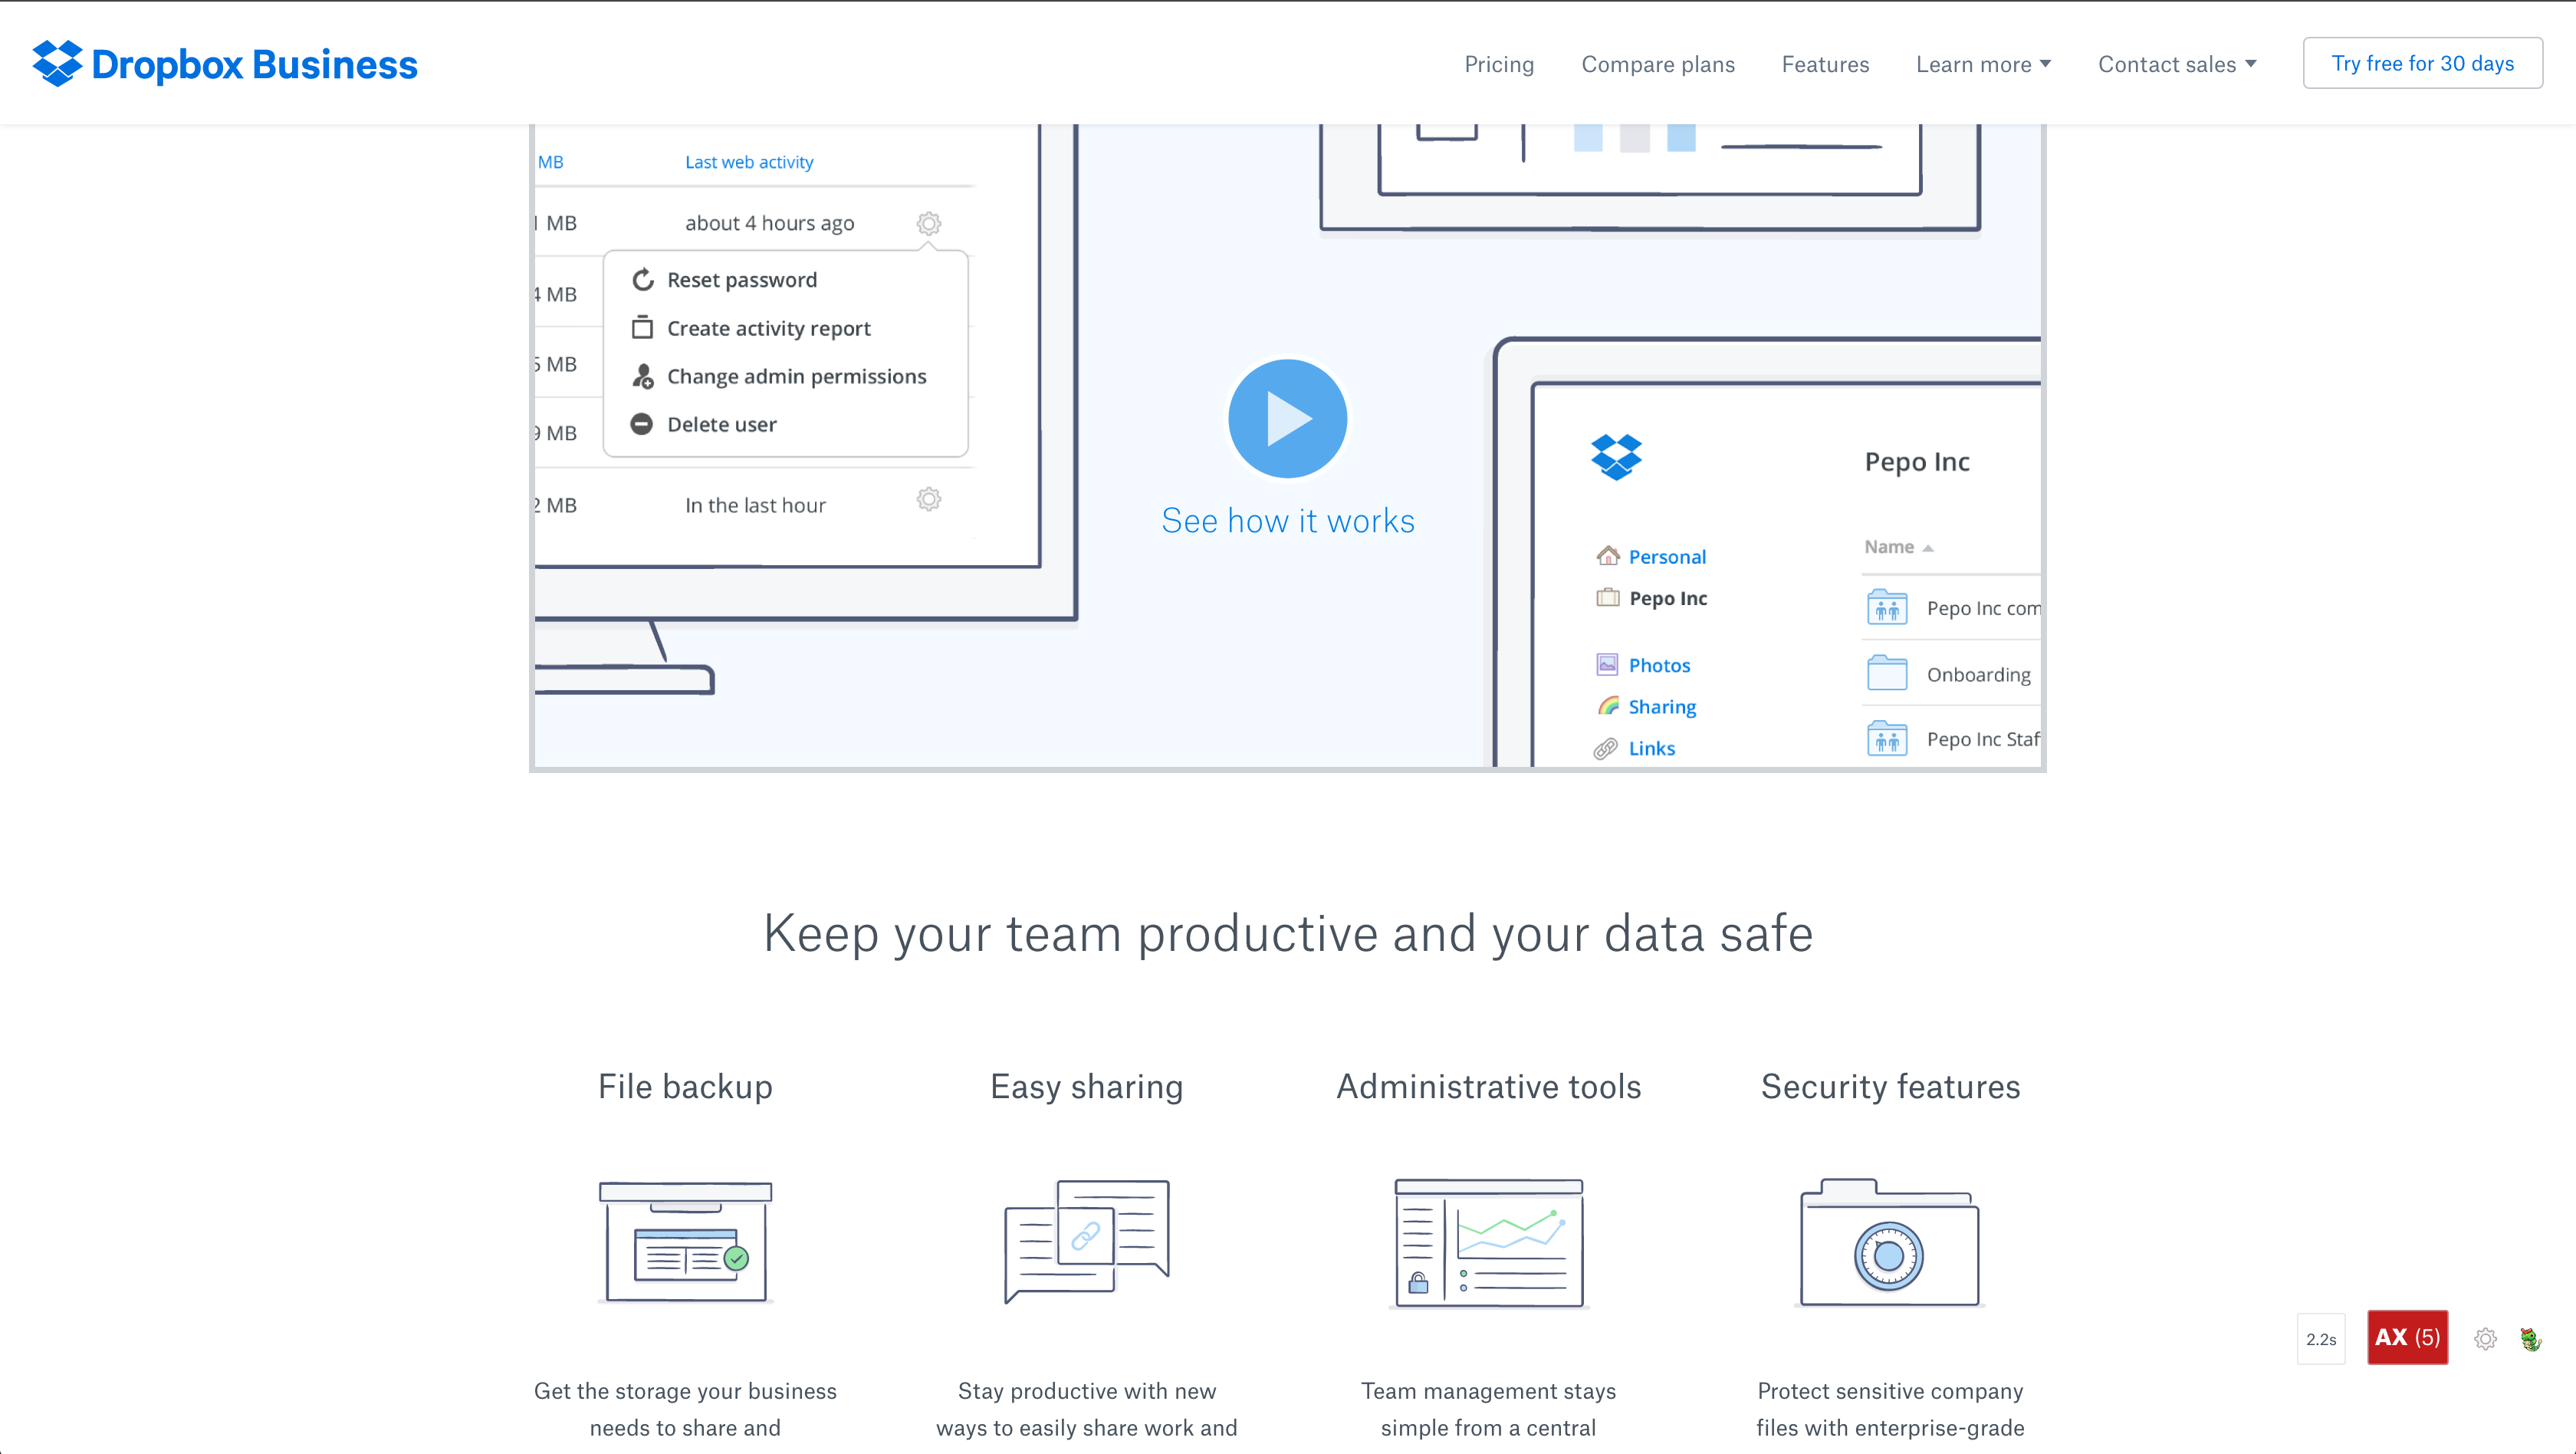 Dropbox Business
Pricing
Compare plans
Features
Learn more
Contact sales
Try free for 30 days
MB
Last web activity
1 MB
about 4 hours ago
4 MB
5 MB
9 MB
Reset password
Create activity report
Change admin permissions
Delete user
2 MB
In the last hour
See how it works
Pepo Inc
Name
Personal
Pepo Inc
Photos
Sharing
Links
Pepo Inc com
Onboarding
Pepo Inc Staf
Keep your team productive and your data safe
File backup
Easy sharing
Administrative tools
Security features
Get the storage your business
needs to share and
Stay productive with new
ways to easily share work and
Team management stays
simple from a central
Protect sensitive company
files with enterprise-grade
2.2s
AX (5)